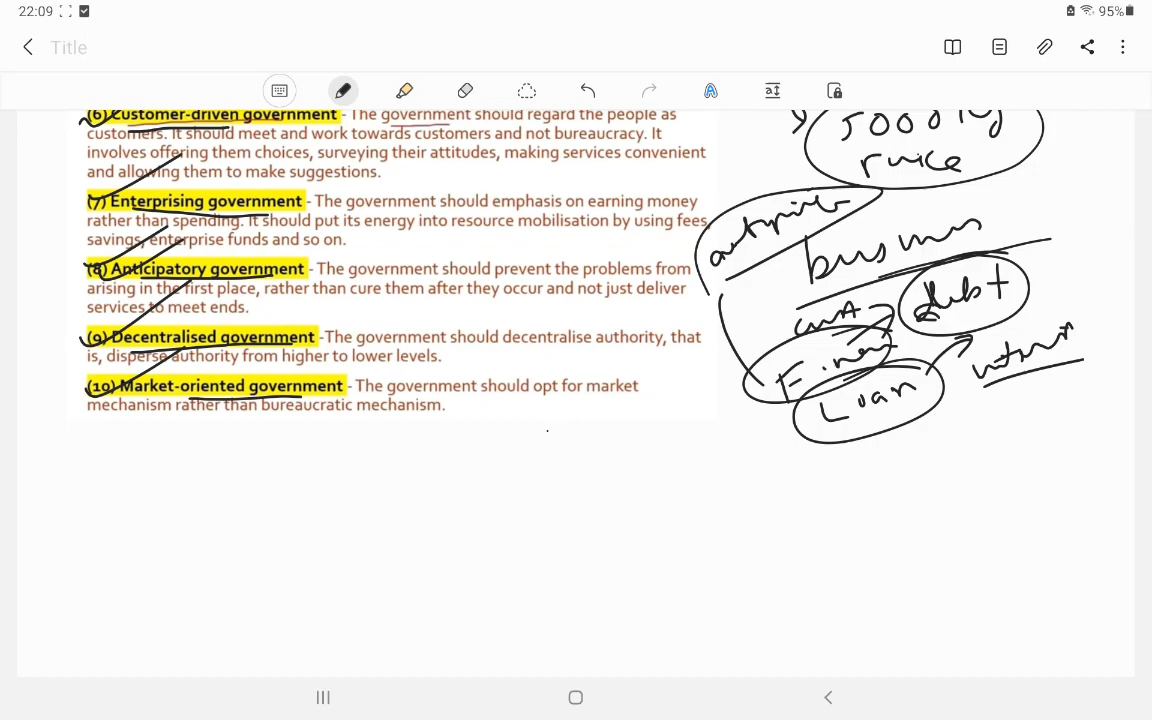 22:09
95%
Title
(6) Customer-driven government - The government should regard the people as
customers. It should meet and work towards customers and not bureaucracy. It
involves offering them choices, surveying their attitudes, making services convenient
and allowing them to make suggestions.
(7) Enterprising government - The government should emphasis on earning money
rather than spending. It should put its energy into resource mobilisation by using fees,
savings, enterprise funds and so on.
(8) Anticipatory government - The government should prevent the problems from
arising in the first place, rather than cure them after they occur and not just deliver
services to meet ends.
(9) Decentralised government -The government should decentralise authority, that
is, disperse authority from higher to lower levels.
(10) Market-oriented government - The government should opt for market
mechanism rather than bureaucratic mechanism.
5000 kg
debt
Loan